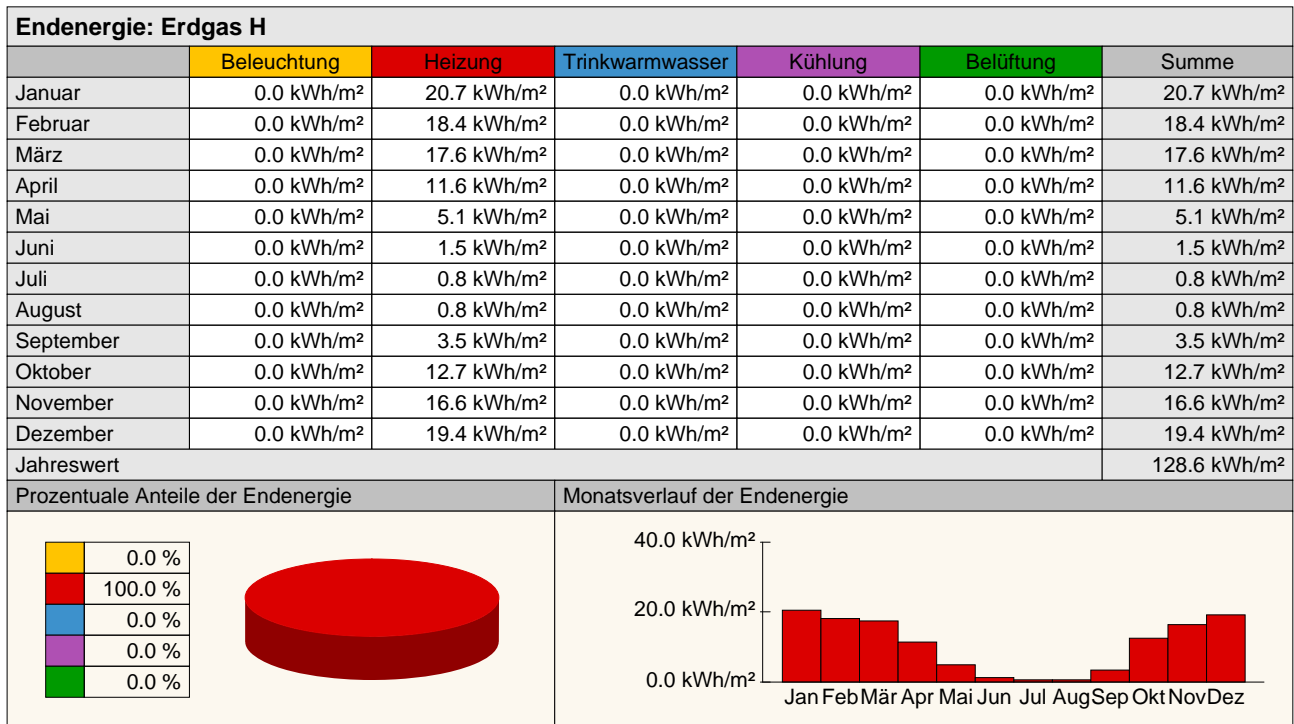 Endenergie: Erdgas H
Beleuchtung Heizung Trinkwarmwasser Kühlung Belüftung Summe
Januar 0.0 kWh/m² 20.7 kWh/m² 0.0 kWh/m² 0.0 kWh/m² 0.0 kWh/m² 20.7 kWh/m²
Februar 0.0 kWh/m² 18.4 kWh/m² 0.0 kWh/m² 0.0 kWh/m² 0.0 kWh/m² 18.4 kWh/m²
März 0.0 kWh/m² 17.6 kWh/m² 0.0 kWh/m² 0.0 kWh/m² 0.0 kWh/m² 17.6 kWh/m²
April 0.0 kWh/m² 11.6 kWh/m² 0.0 kWh/m² 0.0 kWh/m² 0.0 kWh/m² 11.6 kWh/m²
Mai 0.0 kWh/m² 5.1 kWh/m² 0.0 kWh/m² 0.0 kWh/m² 0.0 kWh/m² 5.1 kWh/m²
Juni 0.0 kWh/m² 1.5 kWh/m² 0.0 kWh/m² 0.0 kWh/m² 0.0 kWh/m² 1.5 kWh/m²
Juli 0.0 kWh/m² 0.8 kWh/m² 0.0 kWh/m² 0.0 kWh/m² 0.0 kWh/m² 0.8 kWh/m²
August 0.0 kWh/m² 0.8 kWh/m² 0.0 kWh/m² 0.0 kWh/m² 0.0 kWh/m² 0.8 kWh/m²
September 0.0 kWh/m² 3.5 kWh/m² 0.0 kWh/m² 0.0 kWh/m² 0.0 kWh/m² 3.5 kWh/m²
Oktober 0.0 kWh/m² 12.7 kWh/m² 0.0 kWh/m² 0.0 kWh/m² 0.0 kWh/m² 12.7 kWh/m²
November 0.0 kWh/m² 16.6 kWh/m² 0.0 kWh/m² 0.0 kWh/m² 0.0 kWh/m² 16.6 kWh/m²
Dezember 0.0 kWh/m² 19.4 kWh/m² 0.0 kWh/m² 0.0 kWh/m² 0.0 kWh/m² 19.4 kWh/m²
Jahreswert 128.6 kWh/m²
Prozentuale Anteile der Endenergie
0.0 %
100.0 %
0.0 %
0.0 %
0.0 %
Monatsverlauf der Endenergie
40.0 kWh/m²
20.0 kWh/m²
0.0 kWh/m²
Jan Feb Mär Apr Mai Jun Jul Aug Sep Okt Nov Dez